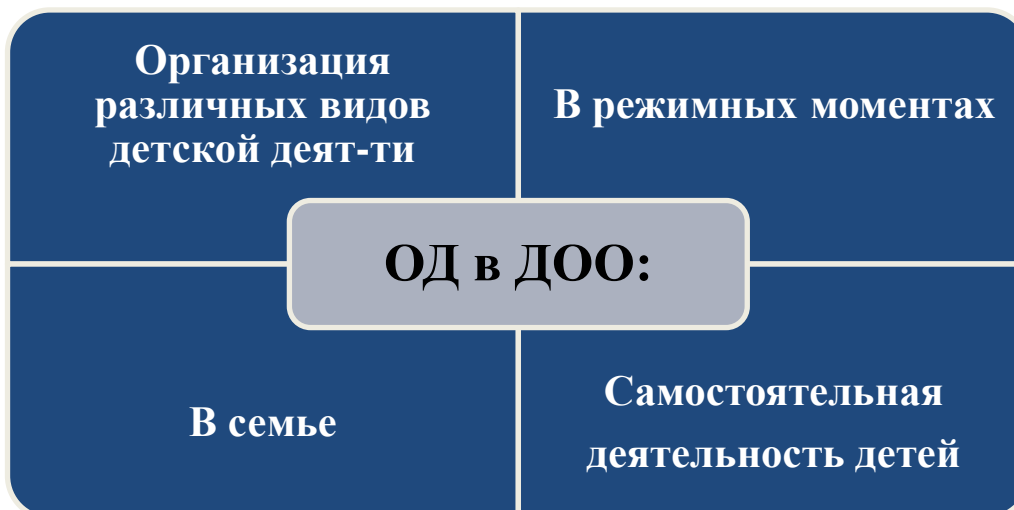 Организация
различных видов
детской деят-ти
В режимных моментах
ОД в ДОО:
В семье
Самостоятельная
деятельность детей